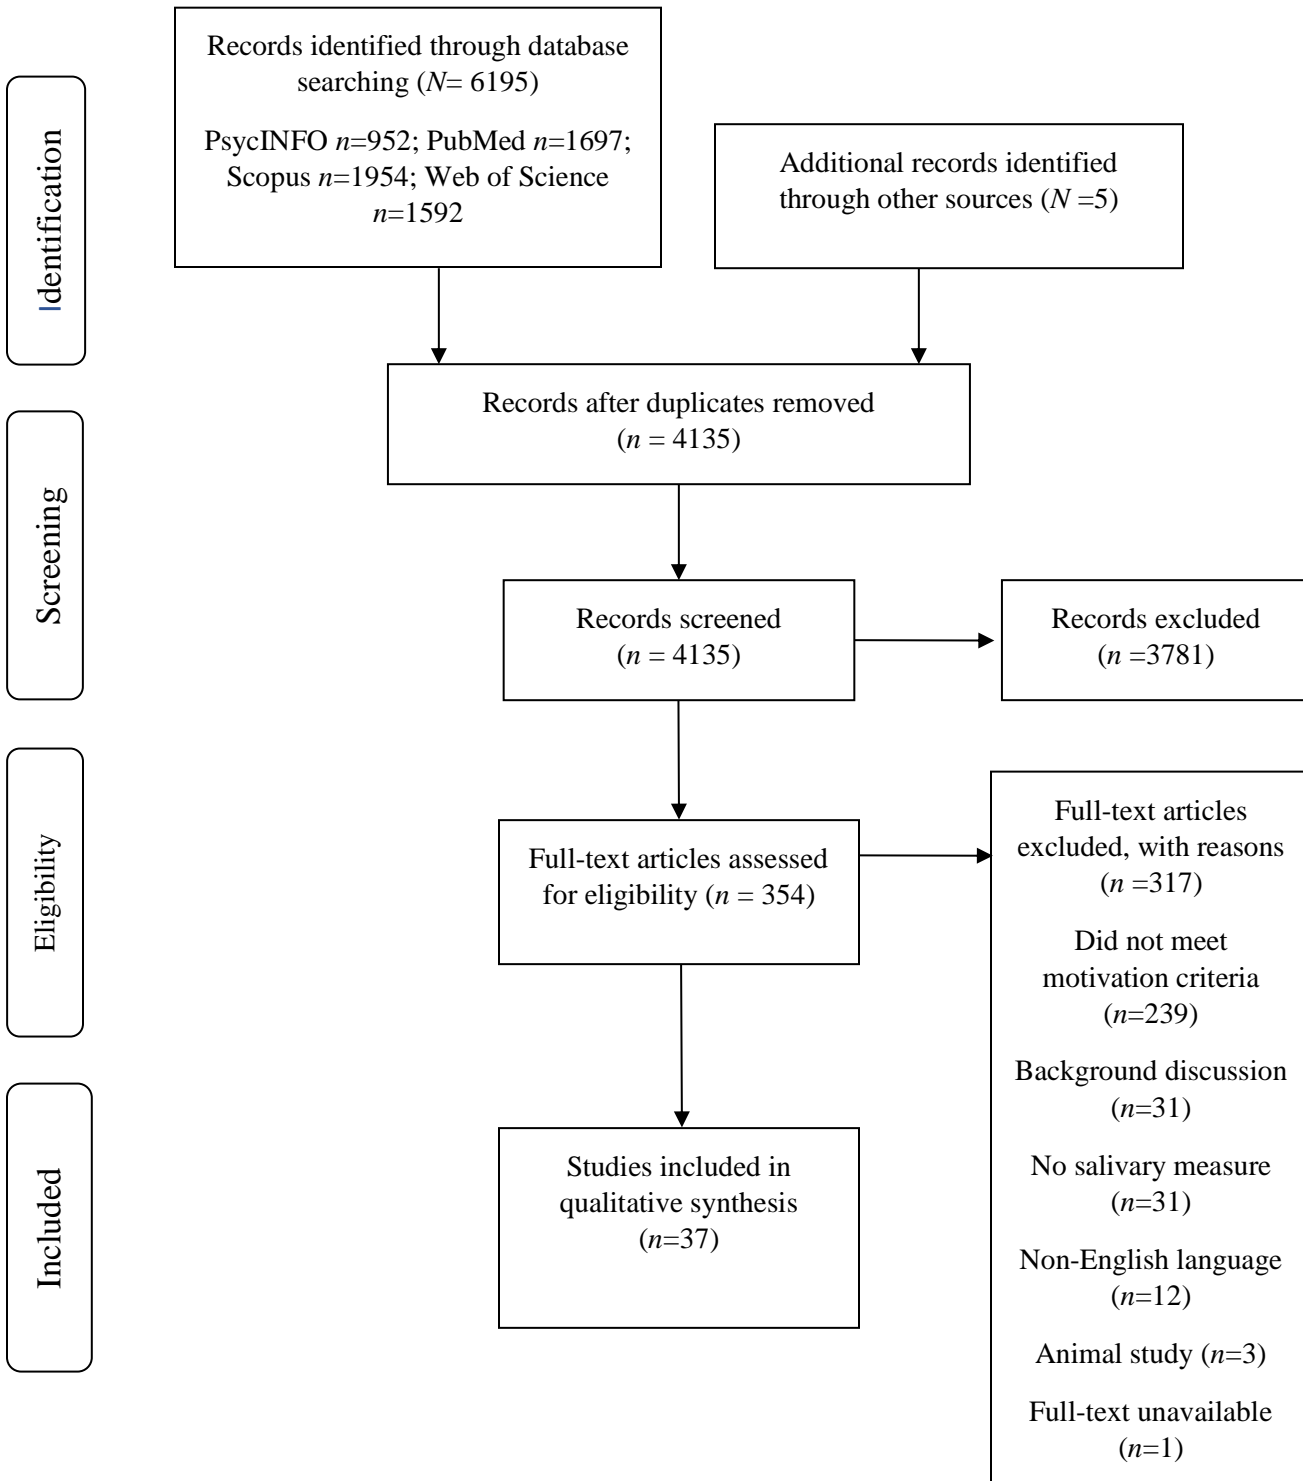 Records identified through database
searching (N= 6195)
PsycINFO n=952; PubMed n=1697;
Scopus n=1954; Web of Science
n=1592
Additional records identified
through other sources (N =5)
Identification
Records after duplicates removed
(n = 4135)
Screening
Records screened
(n = 4135)
Records excluded
(n =3781)
Eligibility
Full-text articles assessed
for eligibility (n = 354)
Full-text articles
excluded, with reasons
(n =317)
Did not meet
motivation criteria
(n=239)
Background discussion
(n=31)
No salivary measure
(n=31)
Non-English language
(n=12)
Animal study (n=3)
Full-text unavailable
(n=1)
Included
Studies included in
qualitative synthesis
(n=37)